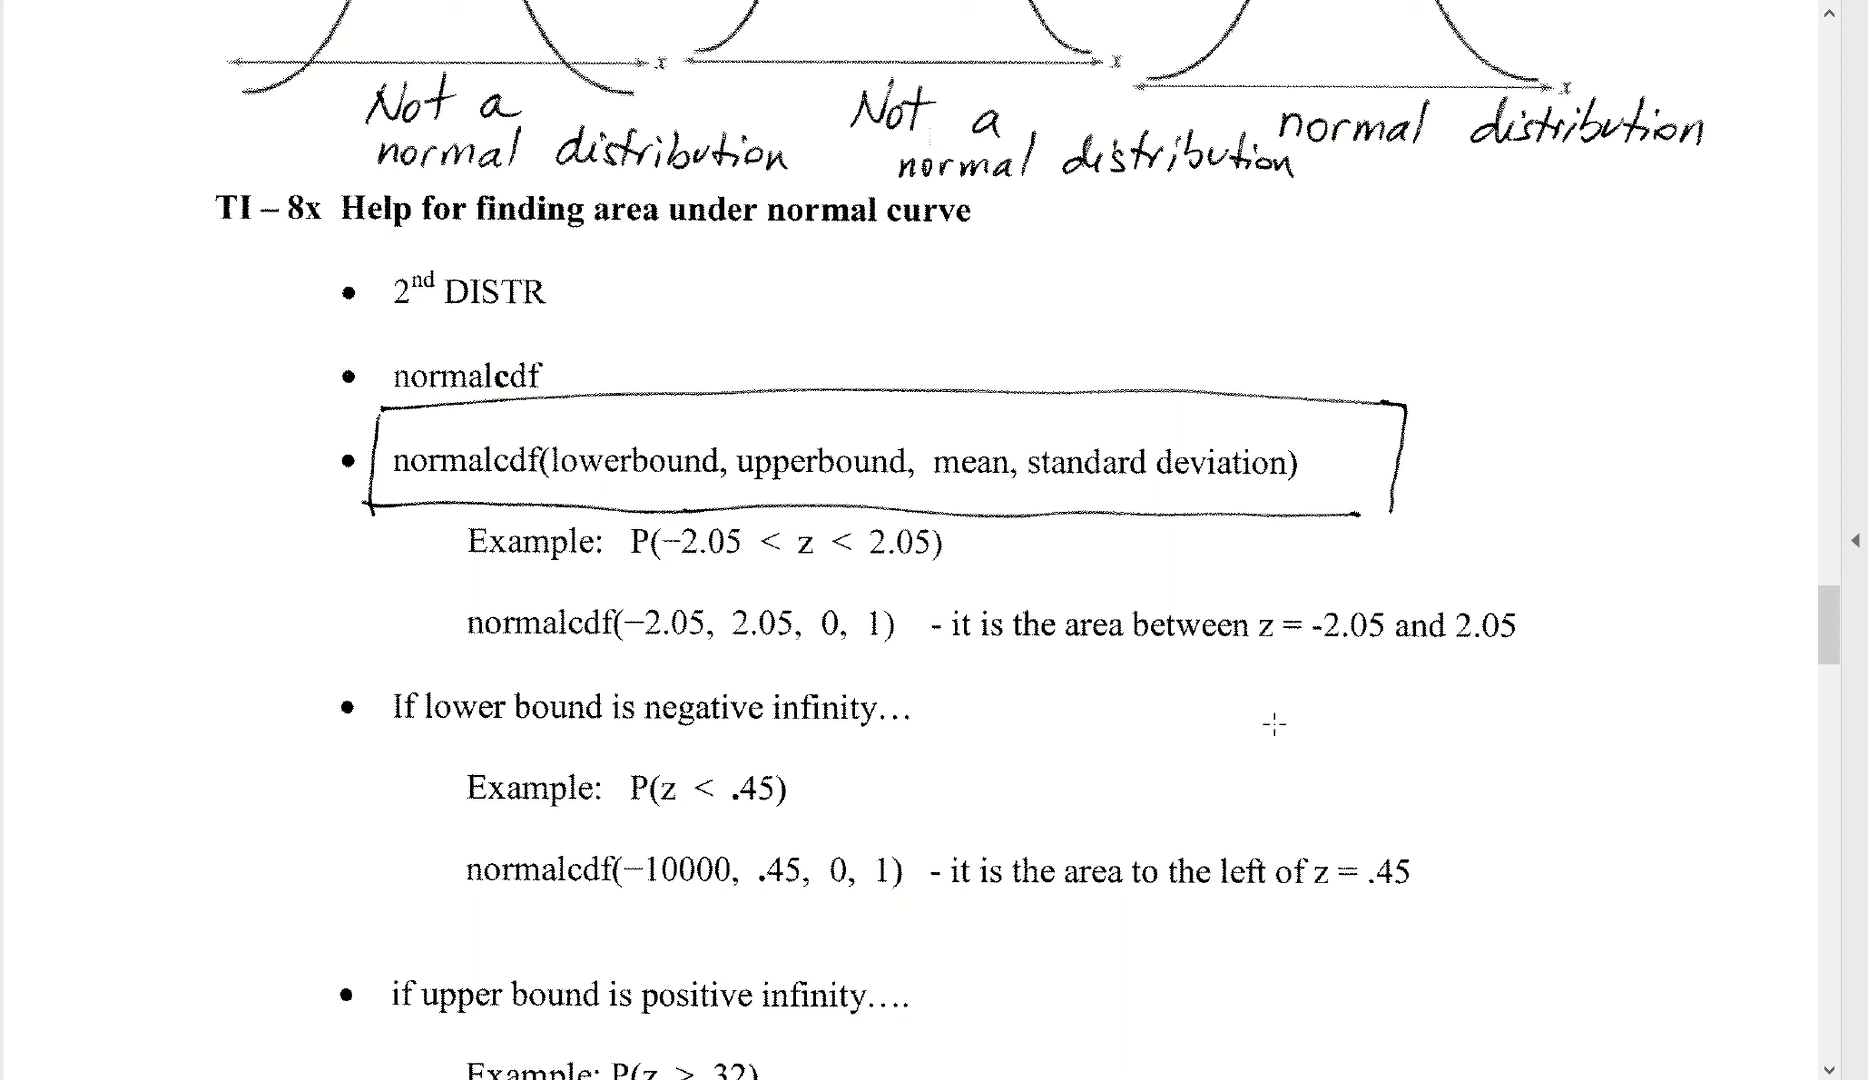 x x x
Not a Not a normal distribution
normal distribution normal distribution
TI – 8x Help for finding area under normal curve
• 2nd DISTR
• normalcdf
• normalcdf(lowerbound, upperbound, mean, standard deviation)
Example: P(−2.05 < z < 2.05)
normalcdf(−2.05, 2.05, 0, 1) - it is the area between z = -2.05 and 2.05
• If lower bound is negative infinity…
Example: P(z < .45)
normalcdf(−10000, .45, 0, 1) - it is the area to the left of z = .45
• if upper bound is positive infinity….
Example: P(z > .32)